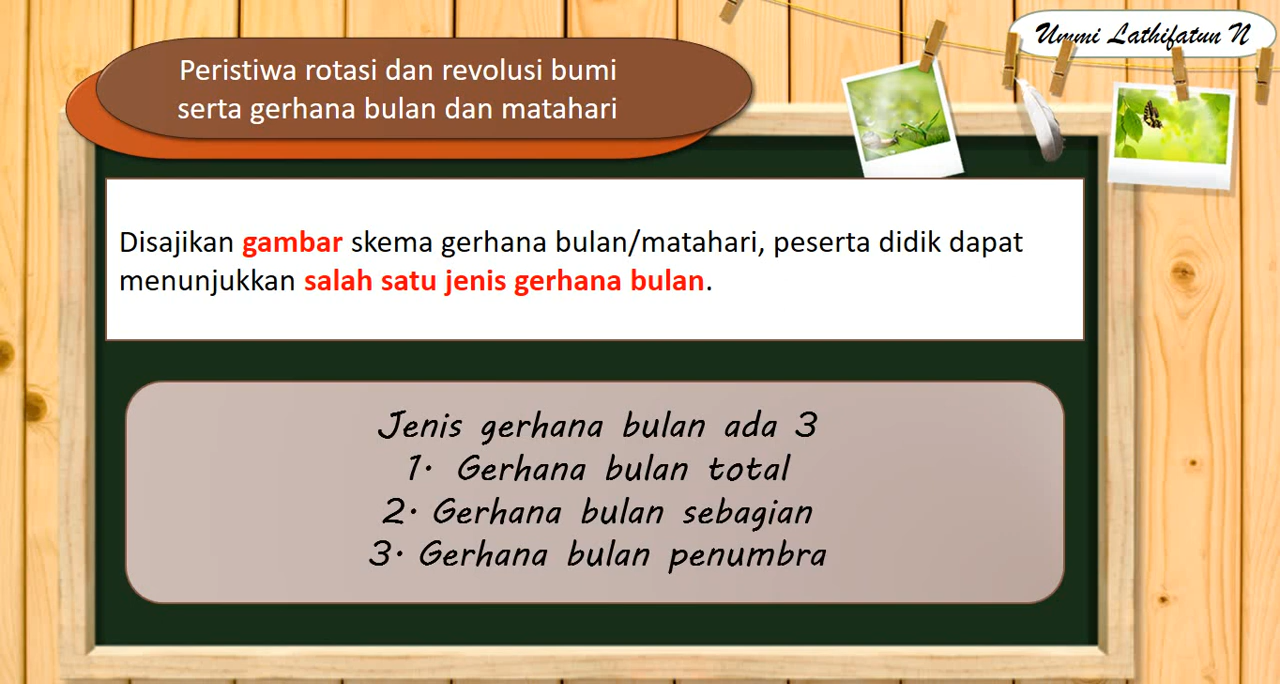 Ummi Lathifatun N
Peristiwa rotasi dan revolusi bumi
serta gerhana bulan dan matahari
Disajikan gambar skema gerhana bulan/matahari, peserta didik dapat
menunjukkan salah satu jenis gerhana bulan.
Jenis gerhana bulan ada 3
1. Gerhana bulan total
2. Gerhana bulan sebagian
3. Gerhana bulan penumbra